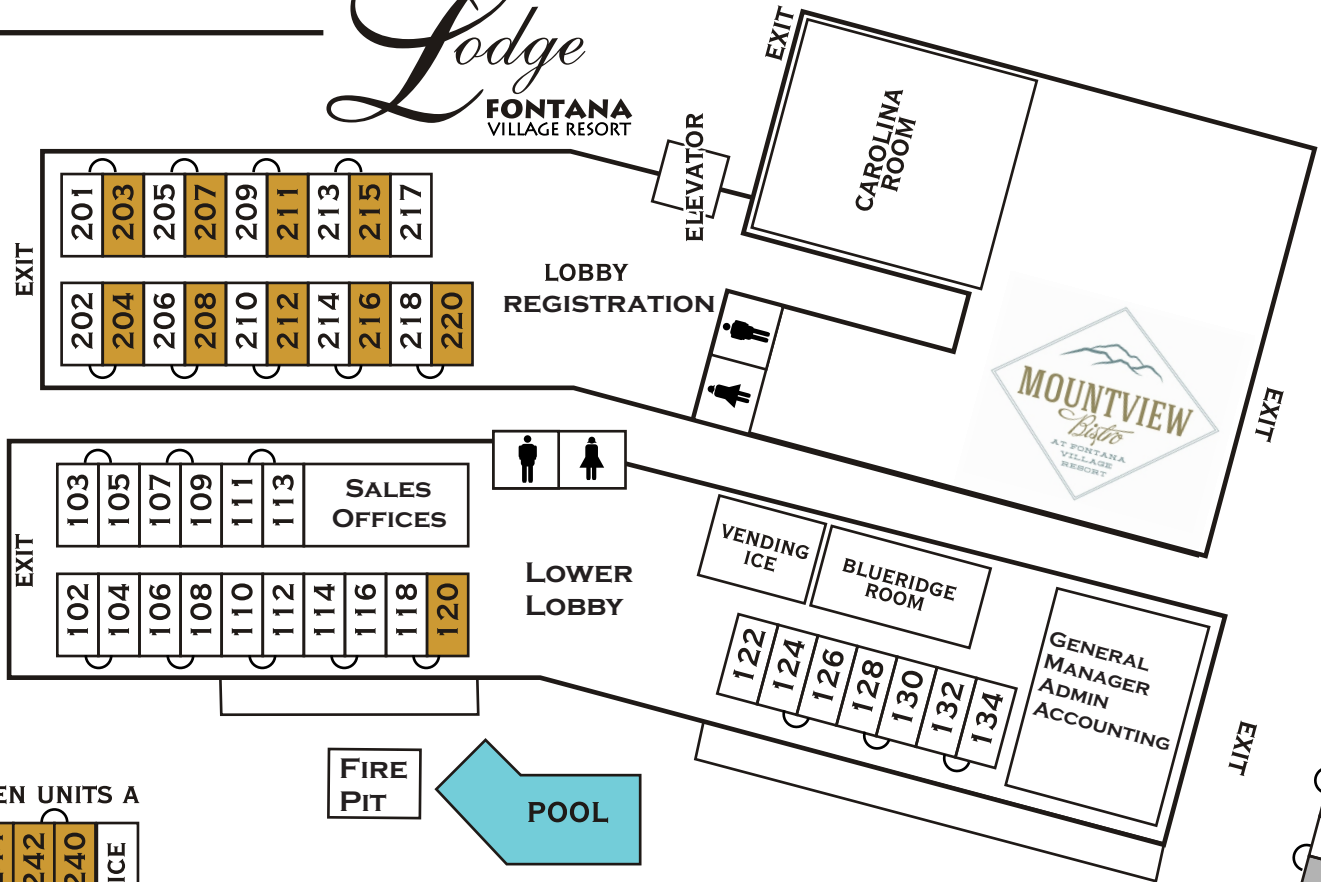 Lodge
FONTANA
VILLAGE RESORT
EXIT
CAROLINA
ROOM
ELEVATOR
201 203 205 207 209 211 213 215 217
EXIT
LOBBY
REGISTRATION
202 204 206 208 210 212 214 216 218 220
MOUNTVIEW
Bistro
AT FONTANA
VILLAGE
RESORT
EXIT
103 105 107 109 111 113
SALES
OFFICES
EXIT
VENDING
ICE
BLUERIDGE
ROOM
LOWER
LOBBY
102 104 106 108 110 112 114 116 118 120
122 124 126 128 130 132 134
GENERAL
MANAGER
ADMIN
ACCOUNTING
EXIT
FIRE
PIT
POOL
EN UNITS A
242 240 ICE